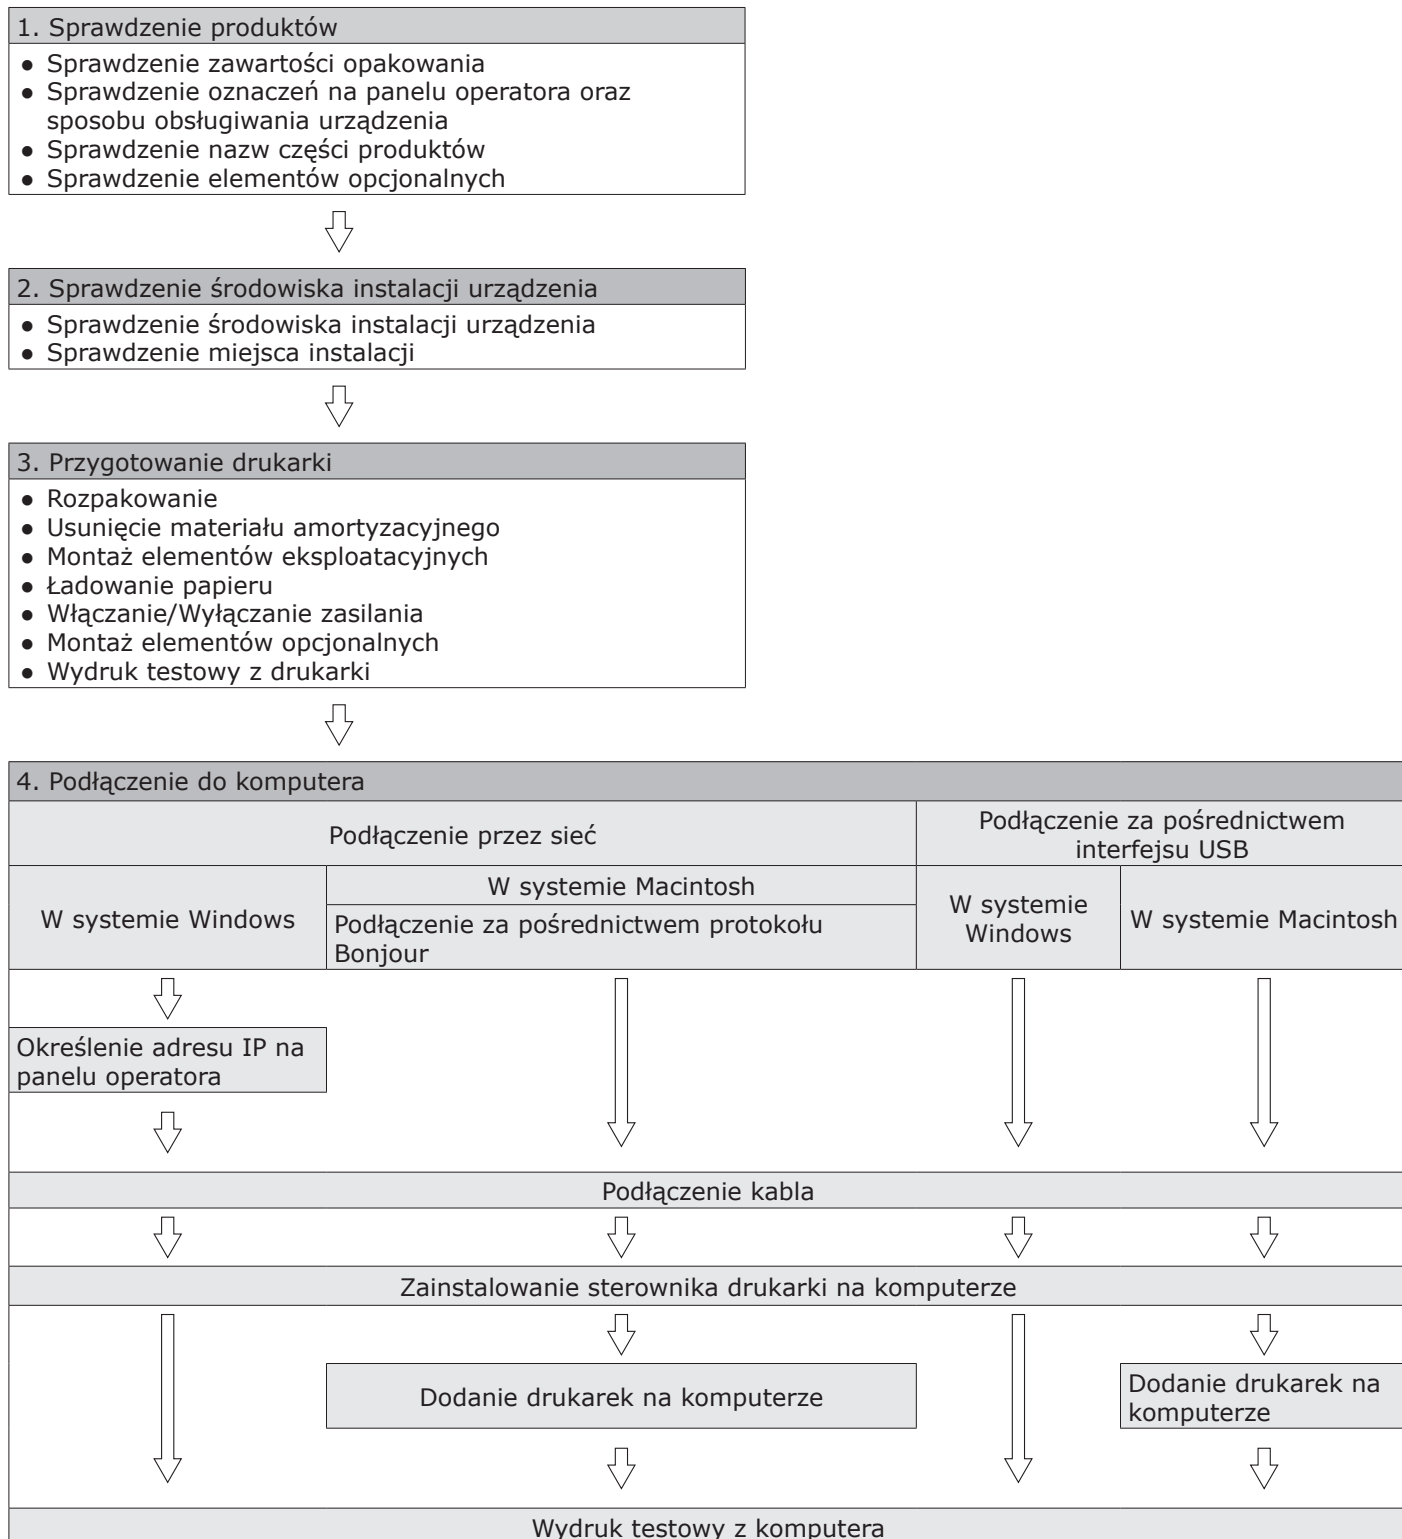 1. Sprawdzenie produktów
● Sprawdzenie zawartości opakowania
● Sprawdzenie oznaczeń na panelu operatora oraz
sposobu obsługiwania urządzenia
● Sprawdzenie nazw części produktów
● Sprawdzenie elementów opcjonalnych
2. Sprawdzenie środowiska instalacji urządzenia
● Sprawdzenie środowiska instalacji urządzenia
● Sprawdzenie miejsca instalacji
3. Przygotowanie drukarki
● Rozpakowanie
● Usunięcie materiału amortyzacyjnego
● Montaż elementów eksploatacyjnych
● Ładowanie papieru
● Włączanie/Wyłączanie zasilania
● Montaż elementów opcjonalnych
● Wydruk testowy z drukarki
4. Podłączenie do komputera
Podłączenie przez sieć
Podłączenie za pośrednictwem
interfejsu USB
W systemie Windows
W systemie Macintosh
Podłączenie za pośrednictwem protokołu
Bonjour
W systemie
Windows
W systemie Macintosh
Określenie adresu IP na
panelu operatora
Podłączenie kabla
Zainstalowanie sterownika drukarki na komputerze
Dodanie drukarek na komputerze
Dodanie drukarek na
komputerze
Wydruk testowy z komputera